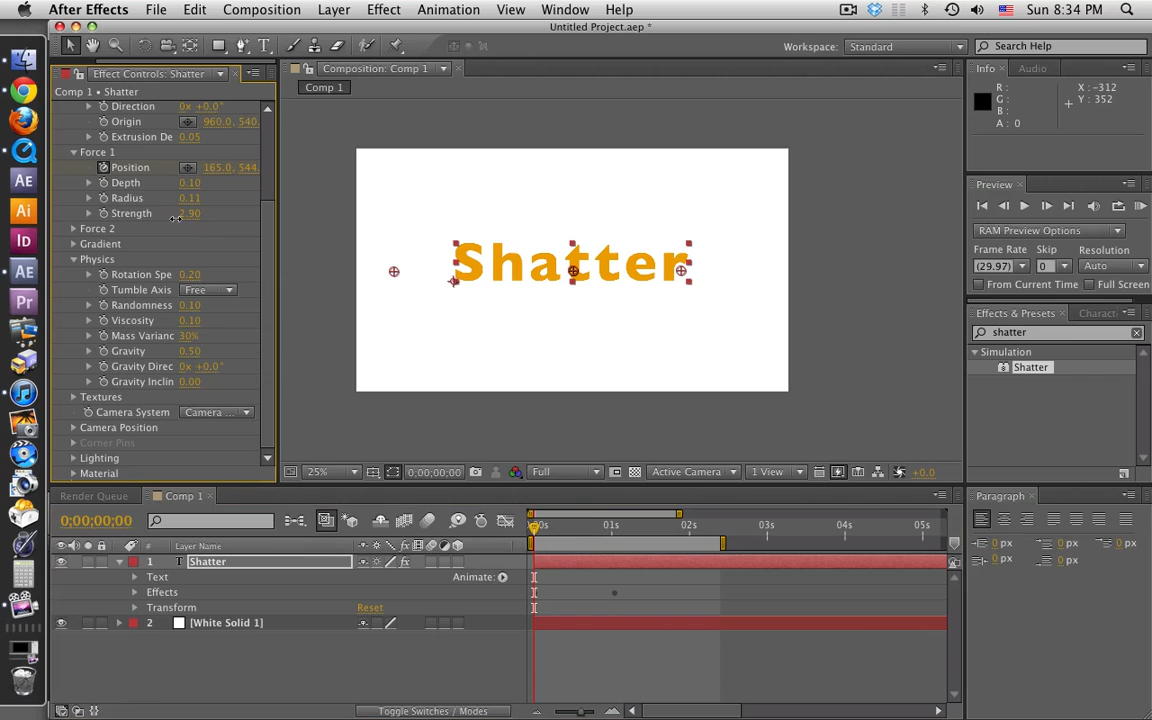 After Effects File Edit Composition Layer Effect Animation View Window Help Sun 8:34 PM
Untitled Project.aep *
Workspace: Standard Search Help
Effect Controls: Shatter
Composition: Comp 1
Info Audio
Comp 1 • Shatter
Comp 1
Direction 0x +0.0°
Origin 960.0, 540.
Extrusion De 0.05
Force 1
Position 165.0, 544.
Depth 0.10
Radius 0.11
Strength 2.90
Force 2
Gradient
Physics
Rotation Spe 0.20
Tumble Axis Free
Randomness 0.10
Viscosity 0.10
Mass Varianc 30%
Gravity 0.50
Gravity Direc 0x +0.0°
Gravity Inclin 0.00
Textures
Camera System Camera ...
Camera Position
Corner Pins
Lighting
Material
Shatter
25% 0;00;00;00 Full Active Camera 1 View +0.0
R: X: -312
G: Y: 352
B:
A: 0
Preview
RAM Preview Options
Frame Rate Skip Resolution
(29.97) 0 Auto
From Current Time Full Screen
Effects & Presets Charact
shatter
Simulation
Shatter
Render Queue Comp 1
0;00;00;00
:00s 01s 02s 03s 04s 05s
# Layer Name
1 T Shatter
Text Animate:
Effects
Transform Reset
2 [White Solid 1]
Toggle Switches / Modes
Paragraph
0 px 0 px 0 px
0 px 0 px